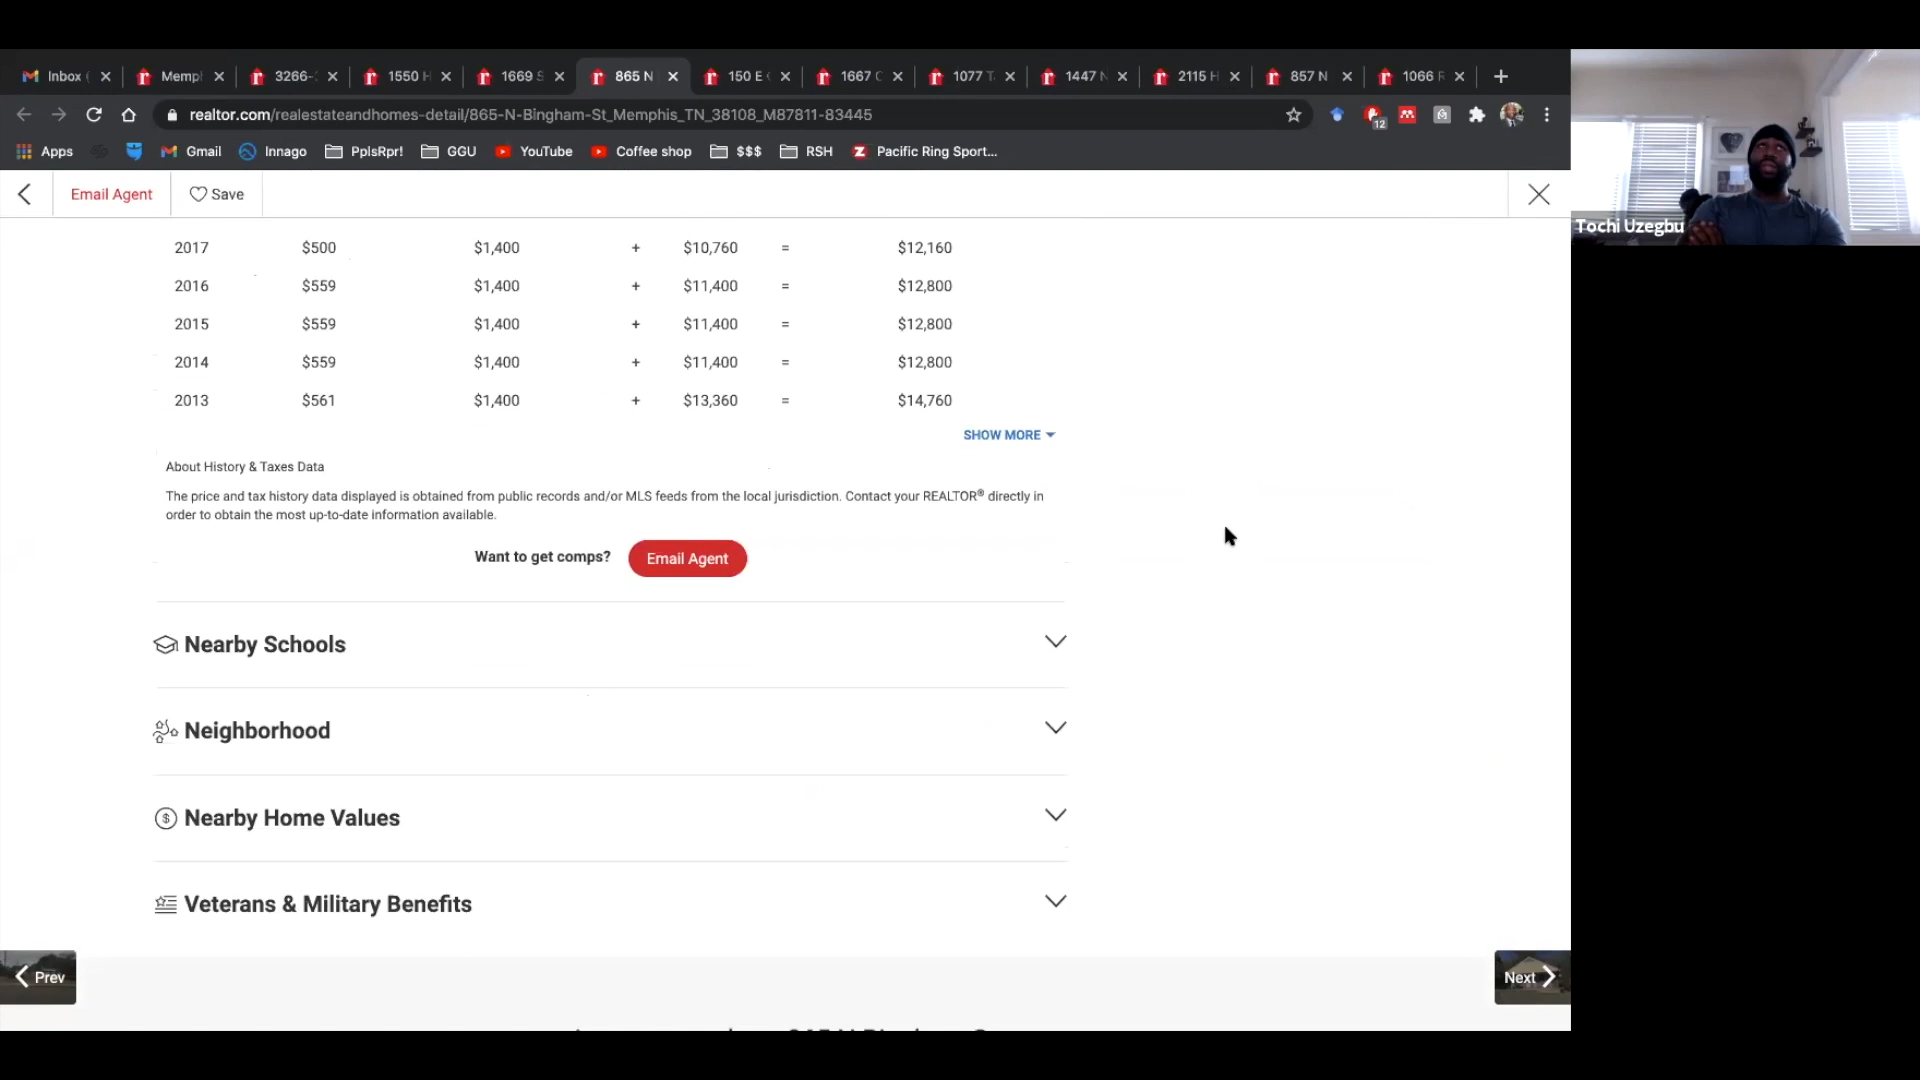 Inbox (
Memp
3266-
1550 H
1669 S
865 N
150 E
1667 C
1077 T
1447 N
2115 H
857 N
1066 R
realtor.com/realestateandhomes-detail/865-N-Bingham-St_Memphis_TN_38108_M87811-83445
12
Apps
Gmail
Innago
PplsRpr!
GGU
YouTube
Coffee shop
$$$
RSH
Pacific Ring Sport...
Email Agent
Save
Tochi Uzegbu
2017 $500 $1,400 + $10,760 = $12,160
2016 $559 $1,400 + $11,400 = $12,800
2015 $559 $1,400 + $11,400 = $12,800
2014 $559 $1,400 + $11,400 = $12,800
2013 $561 $1,400 + $13,360 = $14,760
SHOW MORE
About History & Taxes Data
The price and tax history data displayed is obtained from public records and/or MLS feeds from the local jurisdiction. Contact your REALTOR® directly in
order to obtain the most up-to-date information available.
Want to get comps?
Email Agent
Nearby Schools
Neighborhood
Nearby Home Values
Veterans & Military Benefits
Prev
Next